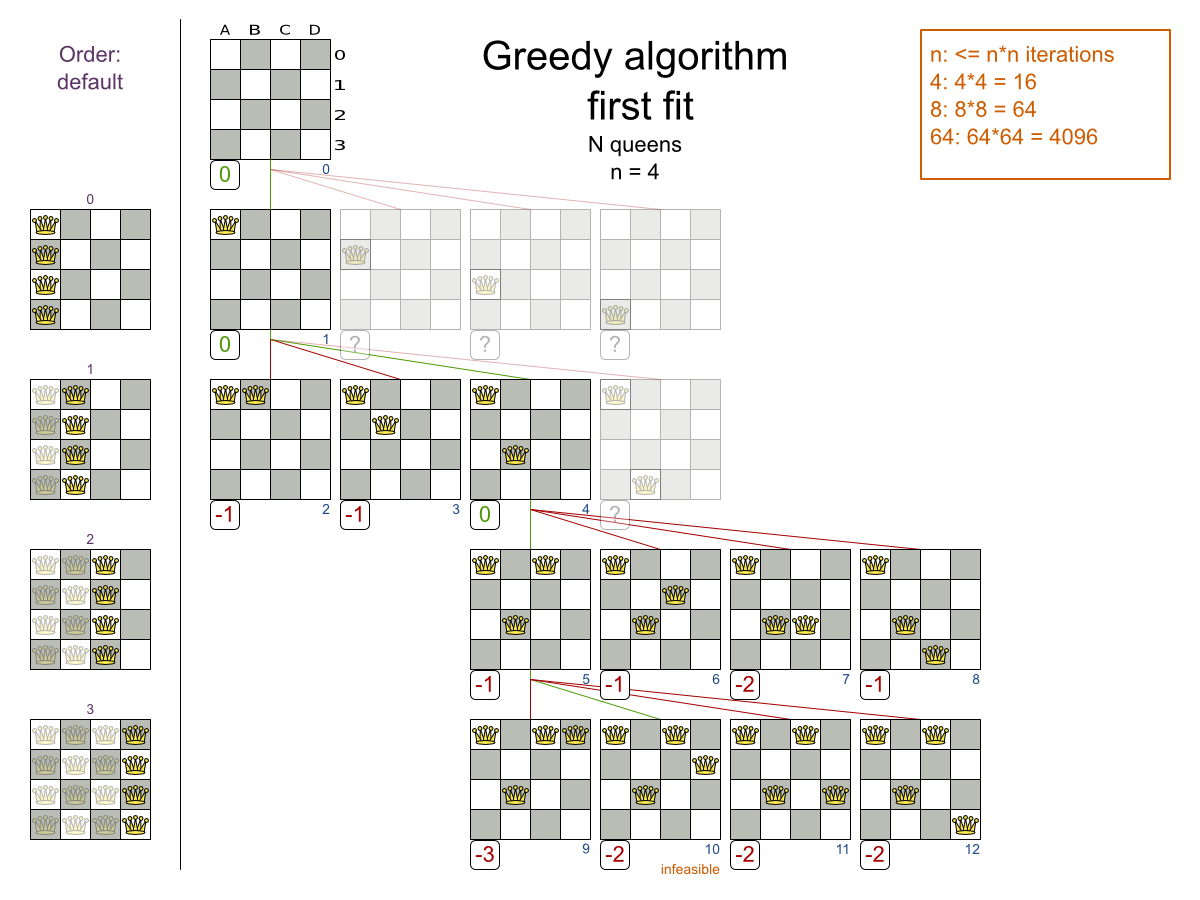 Order:
default
A B C D
0
1
2
3
Greedy algorithm
first fit
N queens
n = 4
n: <= n*n iterations
4: 4*4 = 16
8: 8*8 = 64
64: 64*64 = 4096
0 0
0
0 1 ? ? ?
1
-1 2 -1 3 0 4 ?
2
-1 5 -1 6 -2 7 -1 8
3
-3 9 -2 10 -2 11 -2 12
infeasible